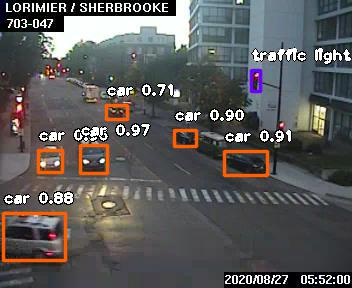 LORIMIER / SHERBROOKE
703-047
traffic light
car 0.71
car 0.90
car 0.97
car 0.91
car 0.88
2020/08/27 05:52:00